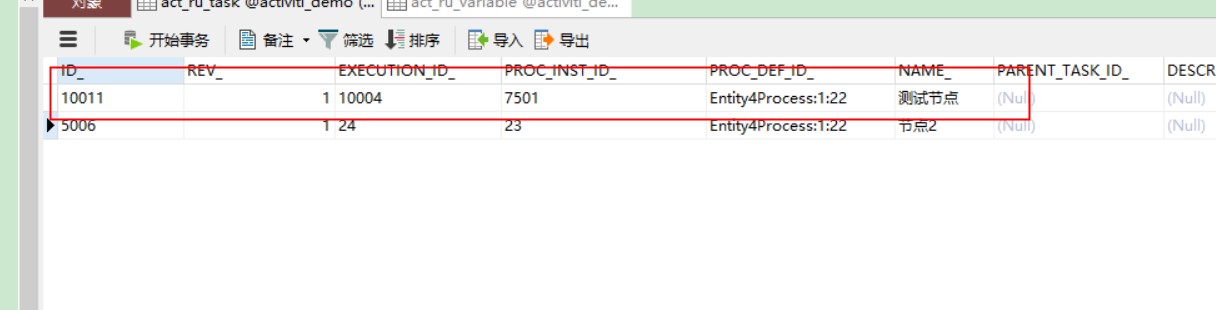 对象 act_ru_task @activiti_demo (... act_ru_variable @activiti_de...
开始事务 备注 筛选 排序 导入 导出
ID_ REV_ EXECUTION_ID_ PROC_INST_ID_ PROC_DEF_ID_ NAME_ PARENT_TASK_ID_ DESCR
10011 1 10004 7501 Entity4Process:1:22 测试节点 (Null) (Null)
5006 1 24 23 Entity4Process:1:22 节点2 (Null) (Null)